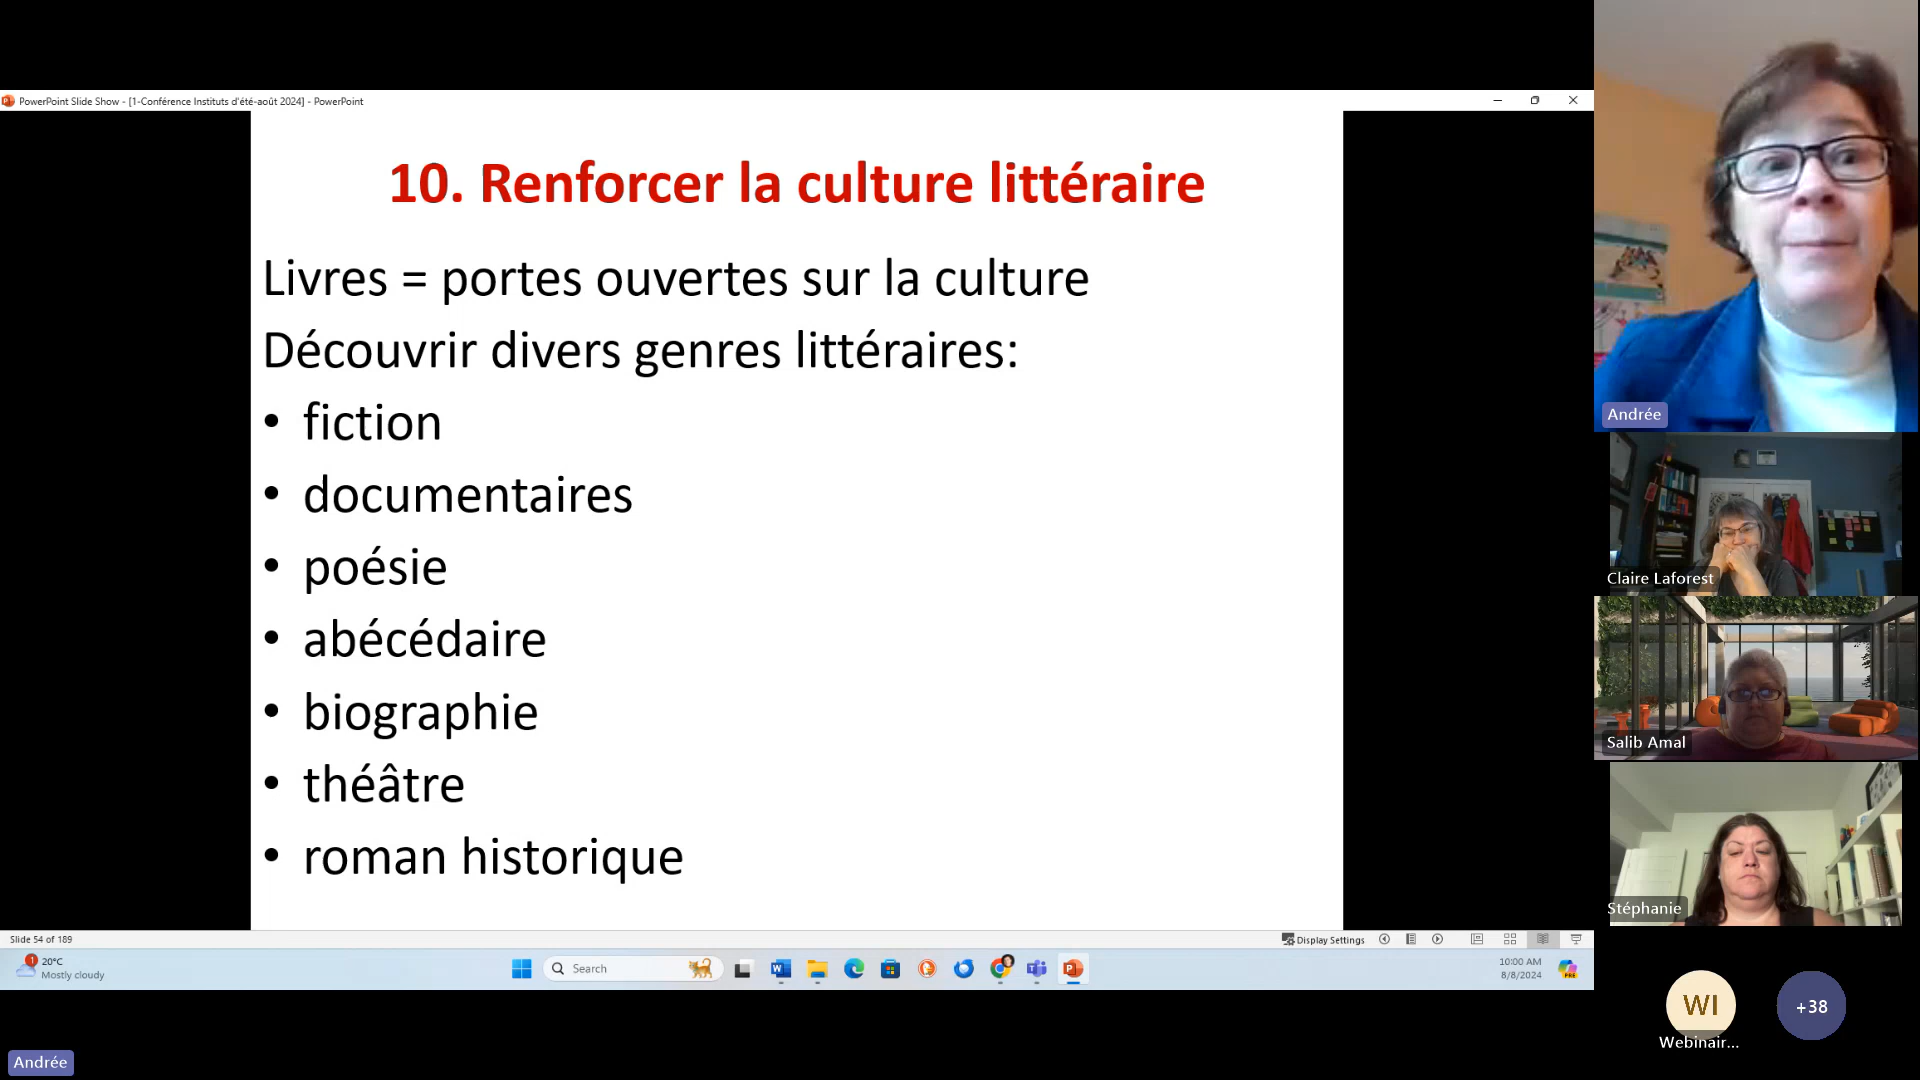 PowerPoint Slide Show - [1-Conférence Instituts d'été-août 2024] - PowerPoint
10. Renforcer la culture littéraire
Livres = portes ouvertes sur la culture
Découvrir divers genres littéraires:
• fiction
• documentaires
• poésie
• abécédaire
• biographie
• théâtre
• roman historique
Slide 54 of 189
Display Settings
1
20°C
Mostly cloudy
Search
10:00 AM
8/8/2024
PRE
Andrée
Claire Laforest
Salib Amal
Stéphanie
WI
Webinair...
+38
Andrée